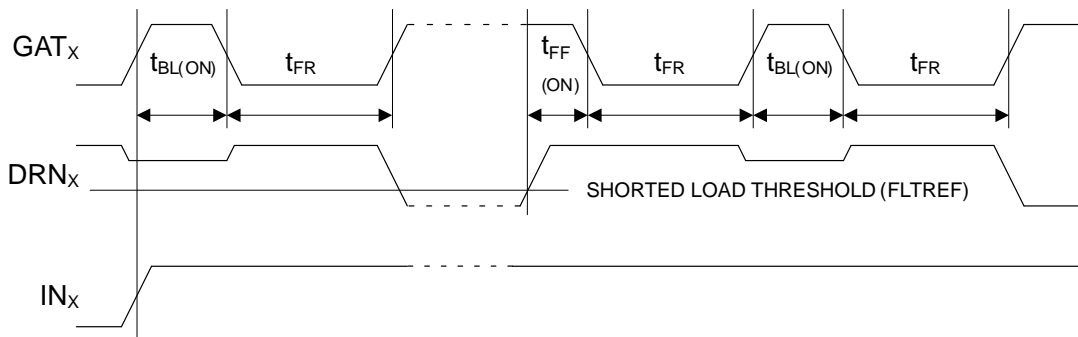 GATX
tBL(ON)
tFR
tFF
(ON)
tFR
tBL(ON)
tFR
DRNX
SHORTED LOAD THRESHOLD (FLTREF)
INX